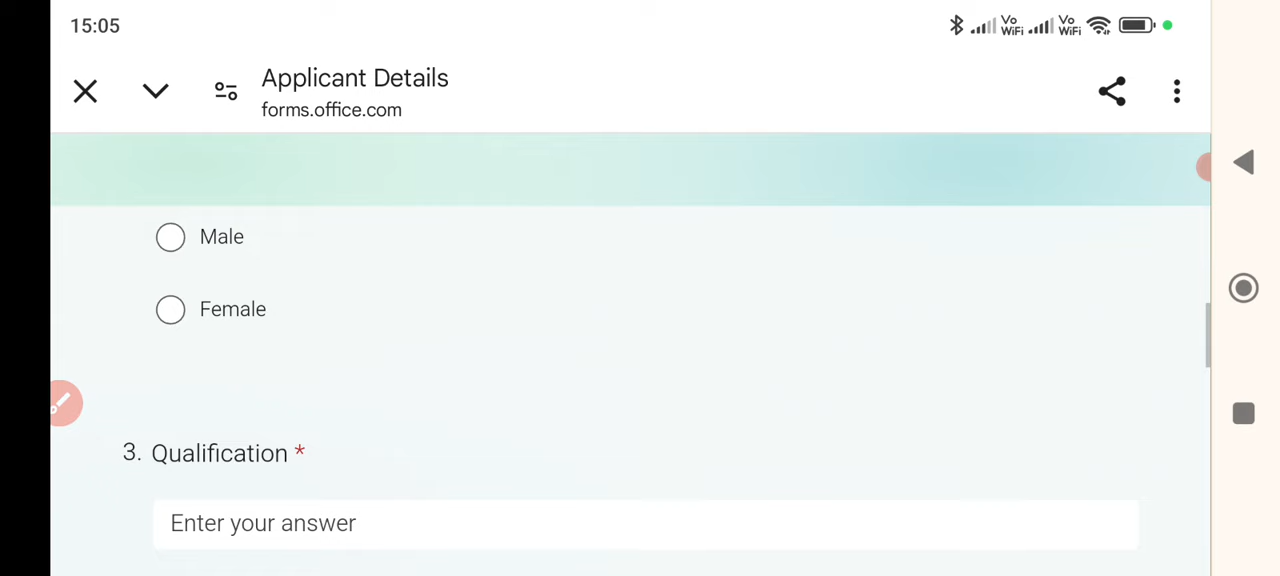 15:05
Vo WiFi Vo WiFi
Applicant Details
forms.office.com
Male
Female
3. Qualification *
Enter your answer